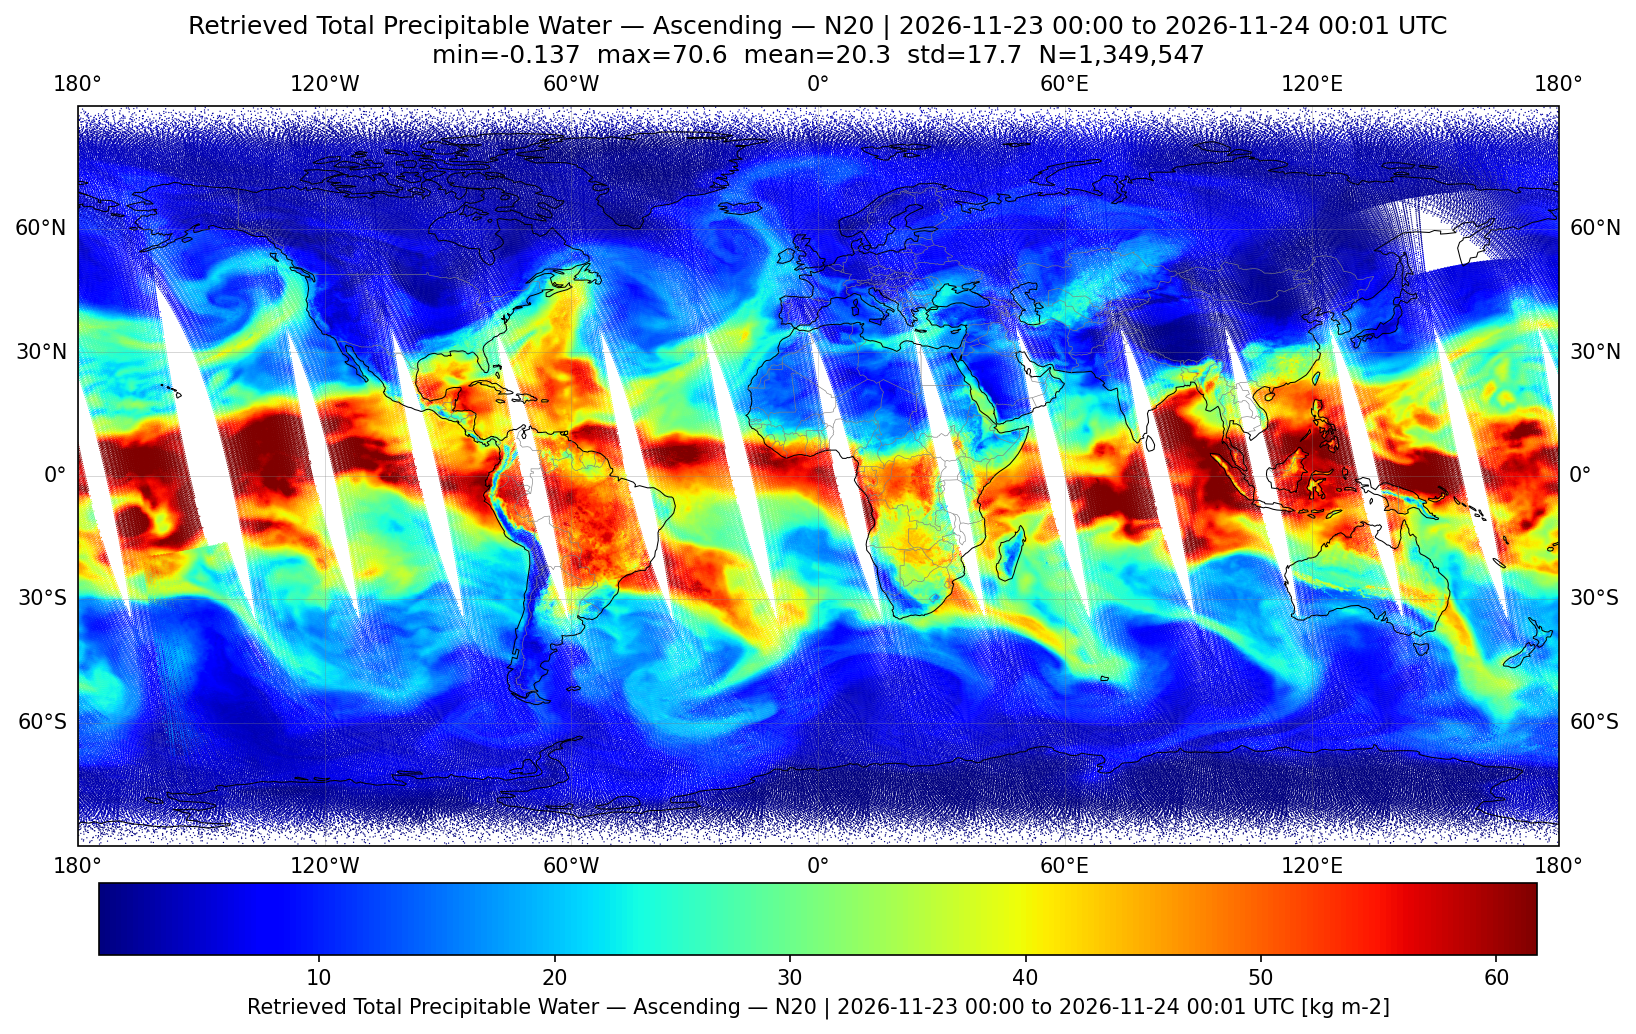 Retrieved Total Precipitable Water — Ascending — N20 | 2026-11-23 00:00 to 2026-11-24 00:01 UTC
min=-0.137  max=70.6  mean=20.3  std=17.7  N=1,349,547
180° 120°W 60°W 0° 60°E 120°E 180°
60°N 60°N
30°N 30°N
0° 0°
30°S 30°S
60°S 60°S
180° 120°W 60°W 0° 60°E 120°E 180°
10 20 30 40 50 60
Retrieved Total Precipitable Water — Ascending — N20 | 2026-11-23 00:00 to 2026-11-24 00:01 UTC [kg m-2]